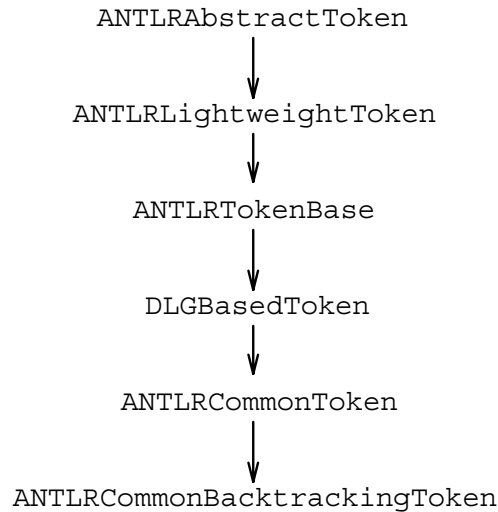 ANTLRAbstractToken
ANTLRLightweightToken
ANTLRTokenBase
DLGBasedToken
ANTLRCommonToken
ANTLRCommonBacktrackingToken